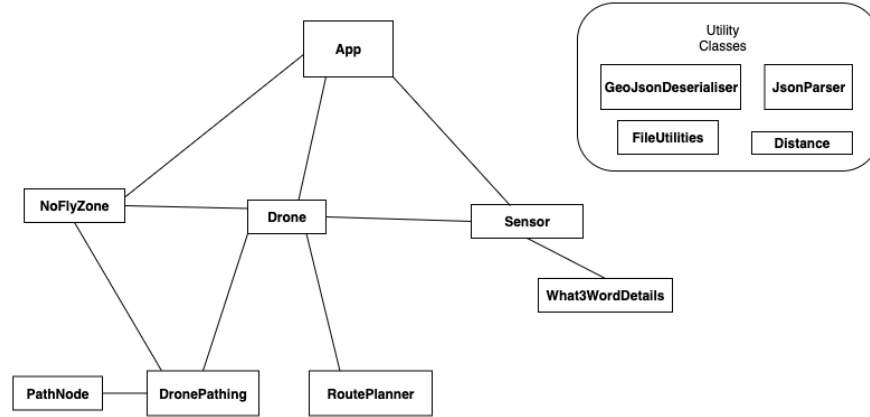 App
Utility
Classes
GeoJsonDeserialiser
JsonParser
FileUtilities
Distance
NoFlyZone
Drone
Sensor
What3WordDetails
PathNode
DronePathing
RoutePlanner